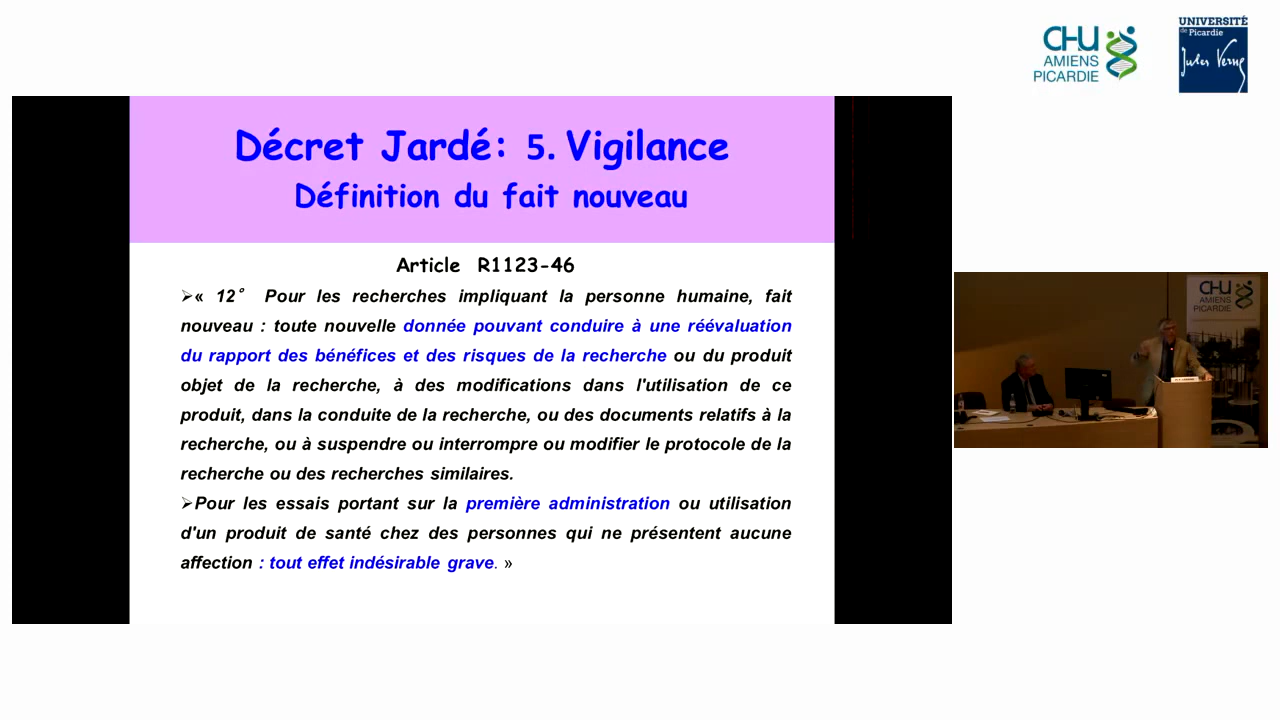 CHU
AMIENS
PICARDIE
UNIVERSITÉ
de Picardie
Jules Verne
Décret Jardé: 5. Vigilance
Définition du fait nouveau
Article R1123-46
➢« 12° Pour les recherches impliquant la personne humaine, fait
nouveau : toute nouvelle donnée pouvant conduire à une réévaluation
du rapport des bénéfices et des risques de la recherche ou du produit
objet de la recherche, à des modifications dans l'utilisation de ce
produit, dans la conduite de la recherche, ou des documents relatifs à la
recherche, ou à suspendre ou interrompre ou modifier le protocole de la
recherche ou des recherches similaires.
➢Pour les essais portant sur la première administration ou utilisation
d'un produit de santé chez des personnes qui ne présentent aucune
affection : tout effet indésirable grave. »
CHU
AMIENS
PICARDIE